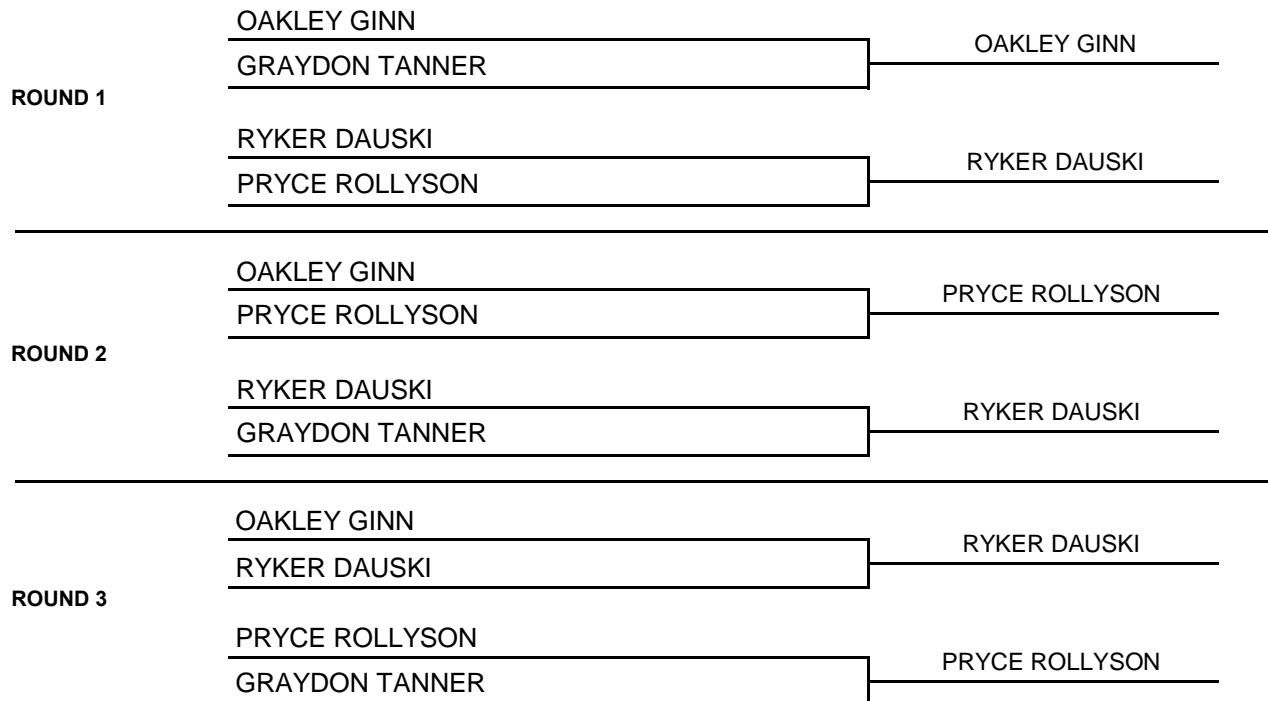 OAKLEY GINN
OAKLEY GINN
GRAYDON TANNER
ROUND 1
RYKER DAUSKI
RYKER DAUSKI
PRYCE ROLLYSON
OAKLEY GINN
PRYCE ROLLYSON
PRYCE ROLLYSON
ROUND 2
RYKER DAUSKI
RYKER DAUSKI
GRAYDON TANNER
OAKLEY GINN
RYKER DAUSKI
RYKER DAUSKI
ROUND 3
PRYCE ROLLYSON
PRYCE ROLLYSON
GRAYDON TANNER